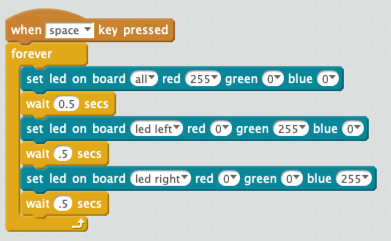 when space key pressed
forever
set led on board all red 255 green 0 blue 0
wait 0.5 secs
set led on board led left red 0 green 255 blue 0
wait .5 secs
set led on board led right red 0 green 0 blue 255
wait .5 secs